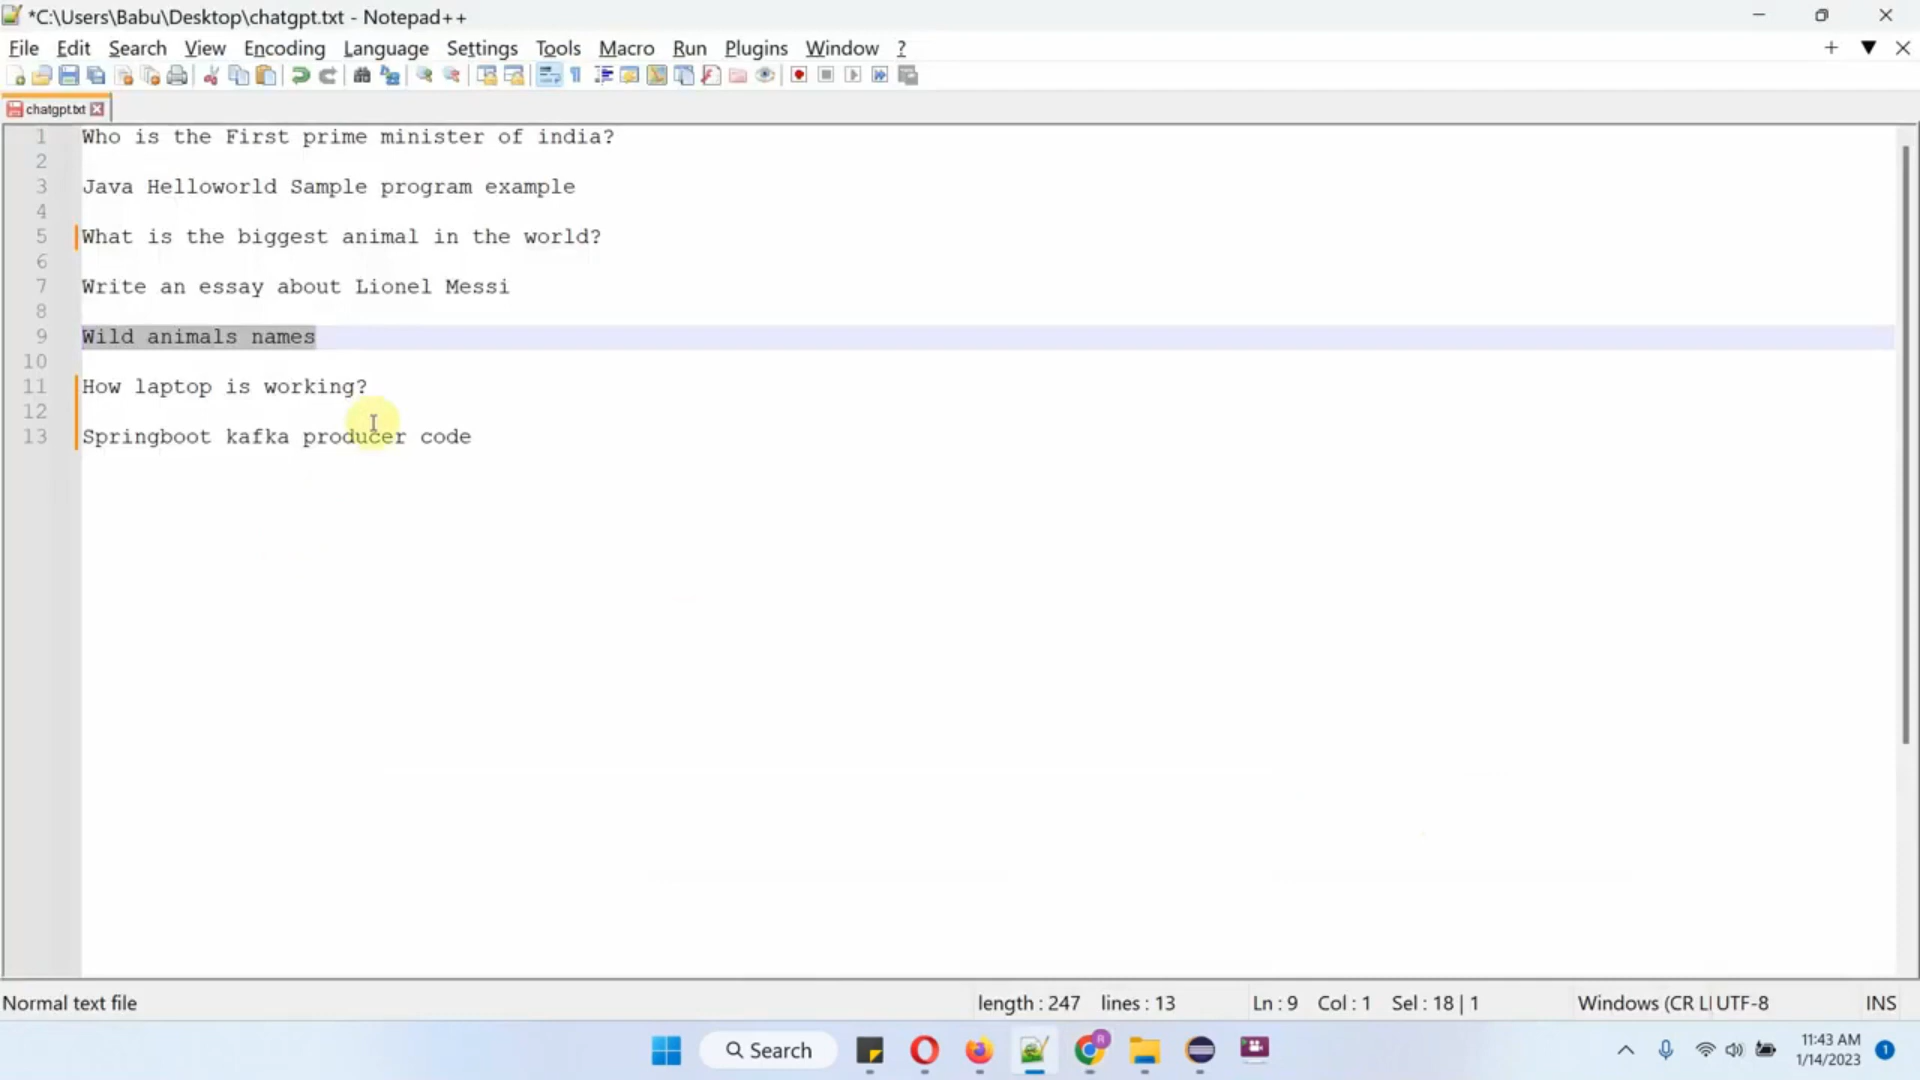 *C:\Users\Babu\Desktop\chatgpt.txt - Notepad++
File Edit Search View Encoding Language Settings Tools Macro Run Plugins Window ?
chatgpt.txt
1 Who is the First prime minister of india?
2
3 Java Helloworld Sample program example
4
5 What is the biggest animal in the world?
6
7 Write an essay about Lionel Messi
8
9 Wild animals names
10
11 How laptop is working?
12
13 Springboot kafka producer code
Normal text file length : 247 lines : 13 Ln : 9 Col : 1 Sel : 18 | 1 Windows (CR LI UTF-8 INS
Search
11:43 AM
1/14/2023 1